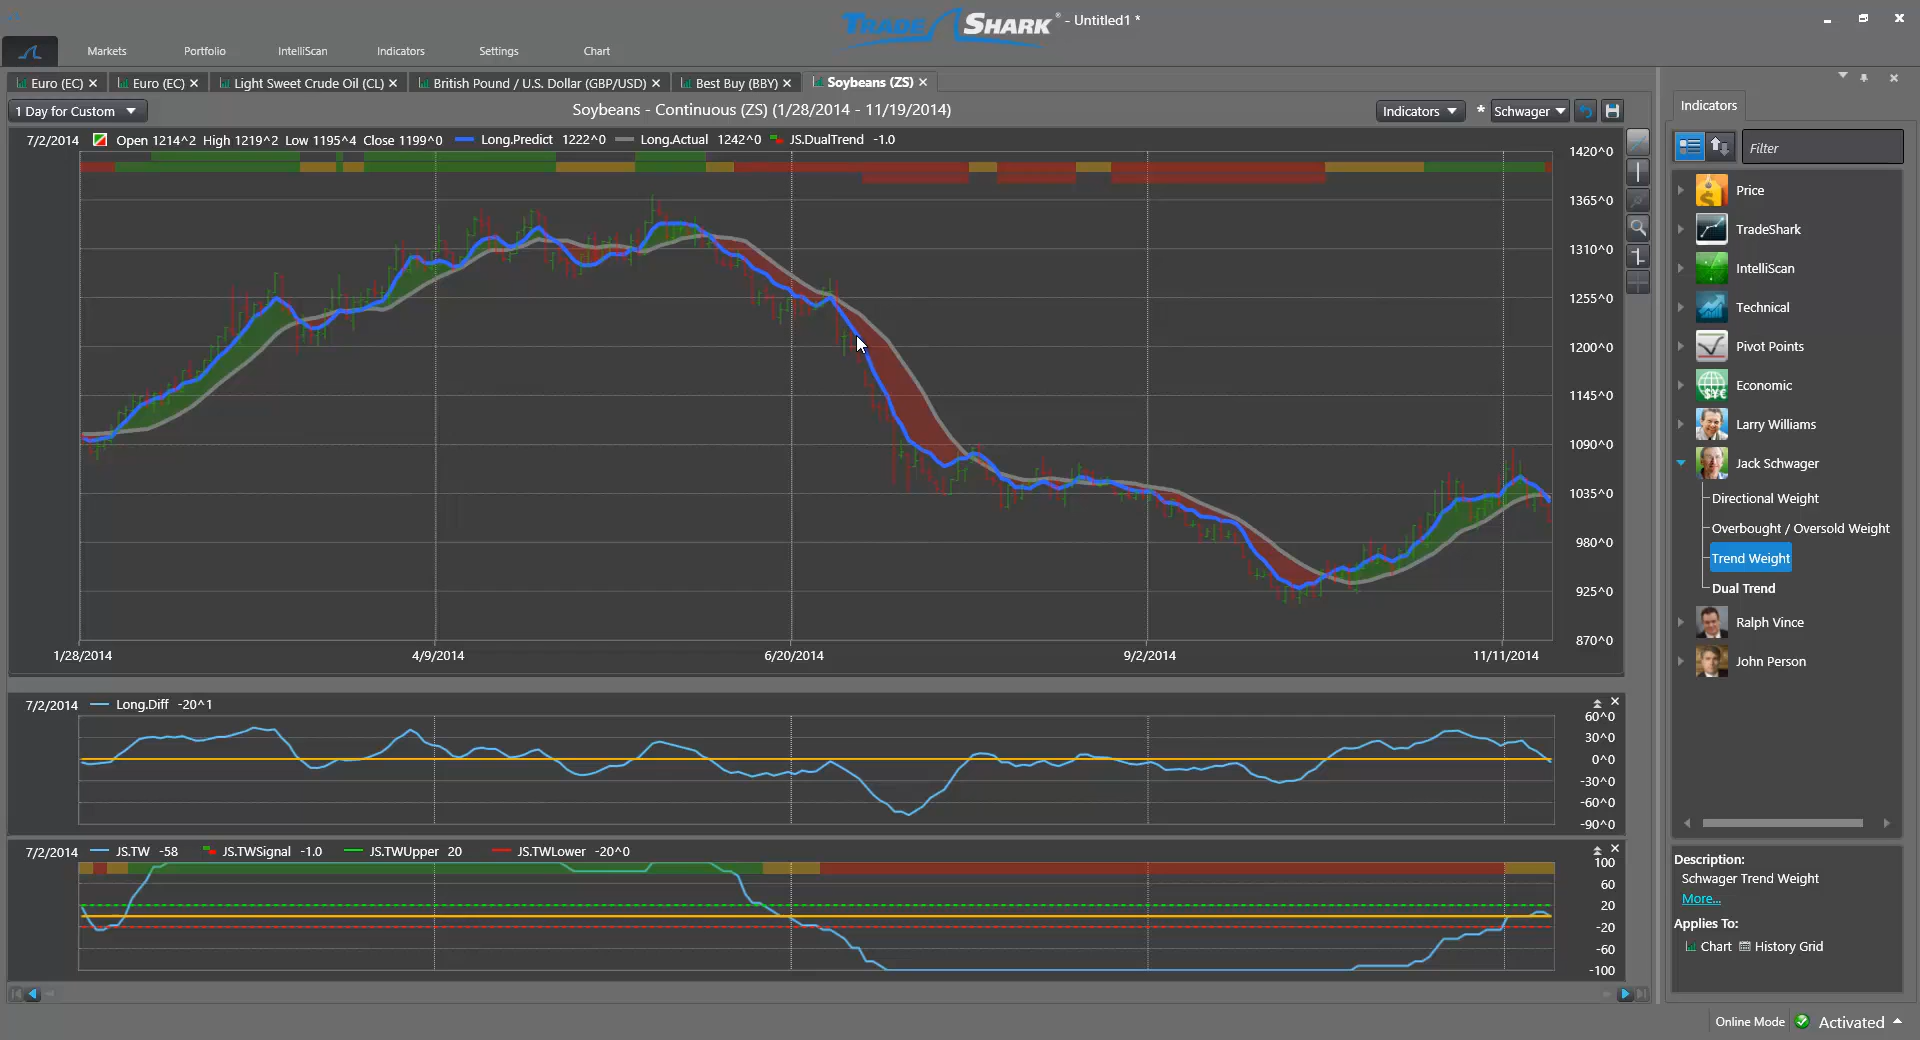 TRADE SHARK® - Untitled1 *
Markets Portfolio IntelliScan Indicators Settings Chart
Euro (EC) Euro (EC) Light Sweet Crude Oil (CL) British Pound / U.S. Dollar (GBP/USD) Best Buy (BBY) Soybeans (ZS)
1 Day for Custom Soybeans - Continuous (ZS) (1/28/2014 - 11/19/2014) Indicators * Schwager
7/2/2014 Open 1214^2 High 1219^2 Low 1195^4 Close 1199^0 Long.Predict 1222^0 Long.Actual 1242^0 JS.DualTrend -1.0
1420^0
1365^0
1310^0
1255^0
1200^0
1145^0
1090^0
1035^0
980^0
925^0
870^0
1/28/2014 4/9/2014 6/20/2014 9/2/2014 11/11/2014
7/2/2014 Long.Diff -20^1
60^0
30^0
0^0
-30^0
-60^0
-90^0
7/2/2014 JS.TW -58 JS.TWSignal -1.0 JS.TWUpper 20 JS.TWLower -20^0
100
60
20
-20
-60
-100
Indicators
Filter
Price
TradeShark
IntelliScan
Technical
Pivot Points
Economic
Larry Williams
Jack Schwager
Directional Weight
Overbought / Oversold Weight
Trend Weight
Dual Trend
Ralph Vince
John Person
Description:
Schwager Trend Weight
More...
Applies To:
Chart History Grid
Online Mode Activated